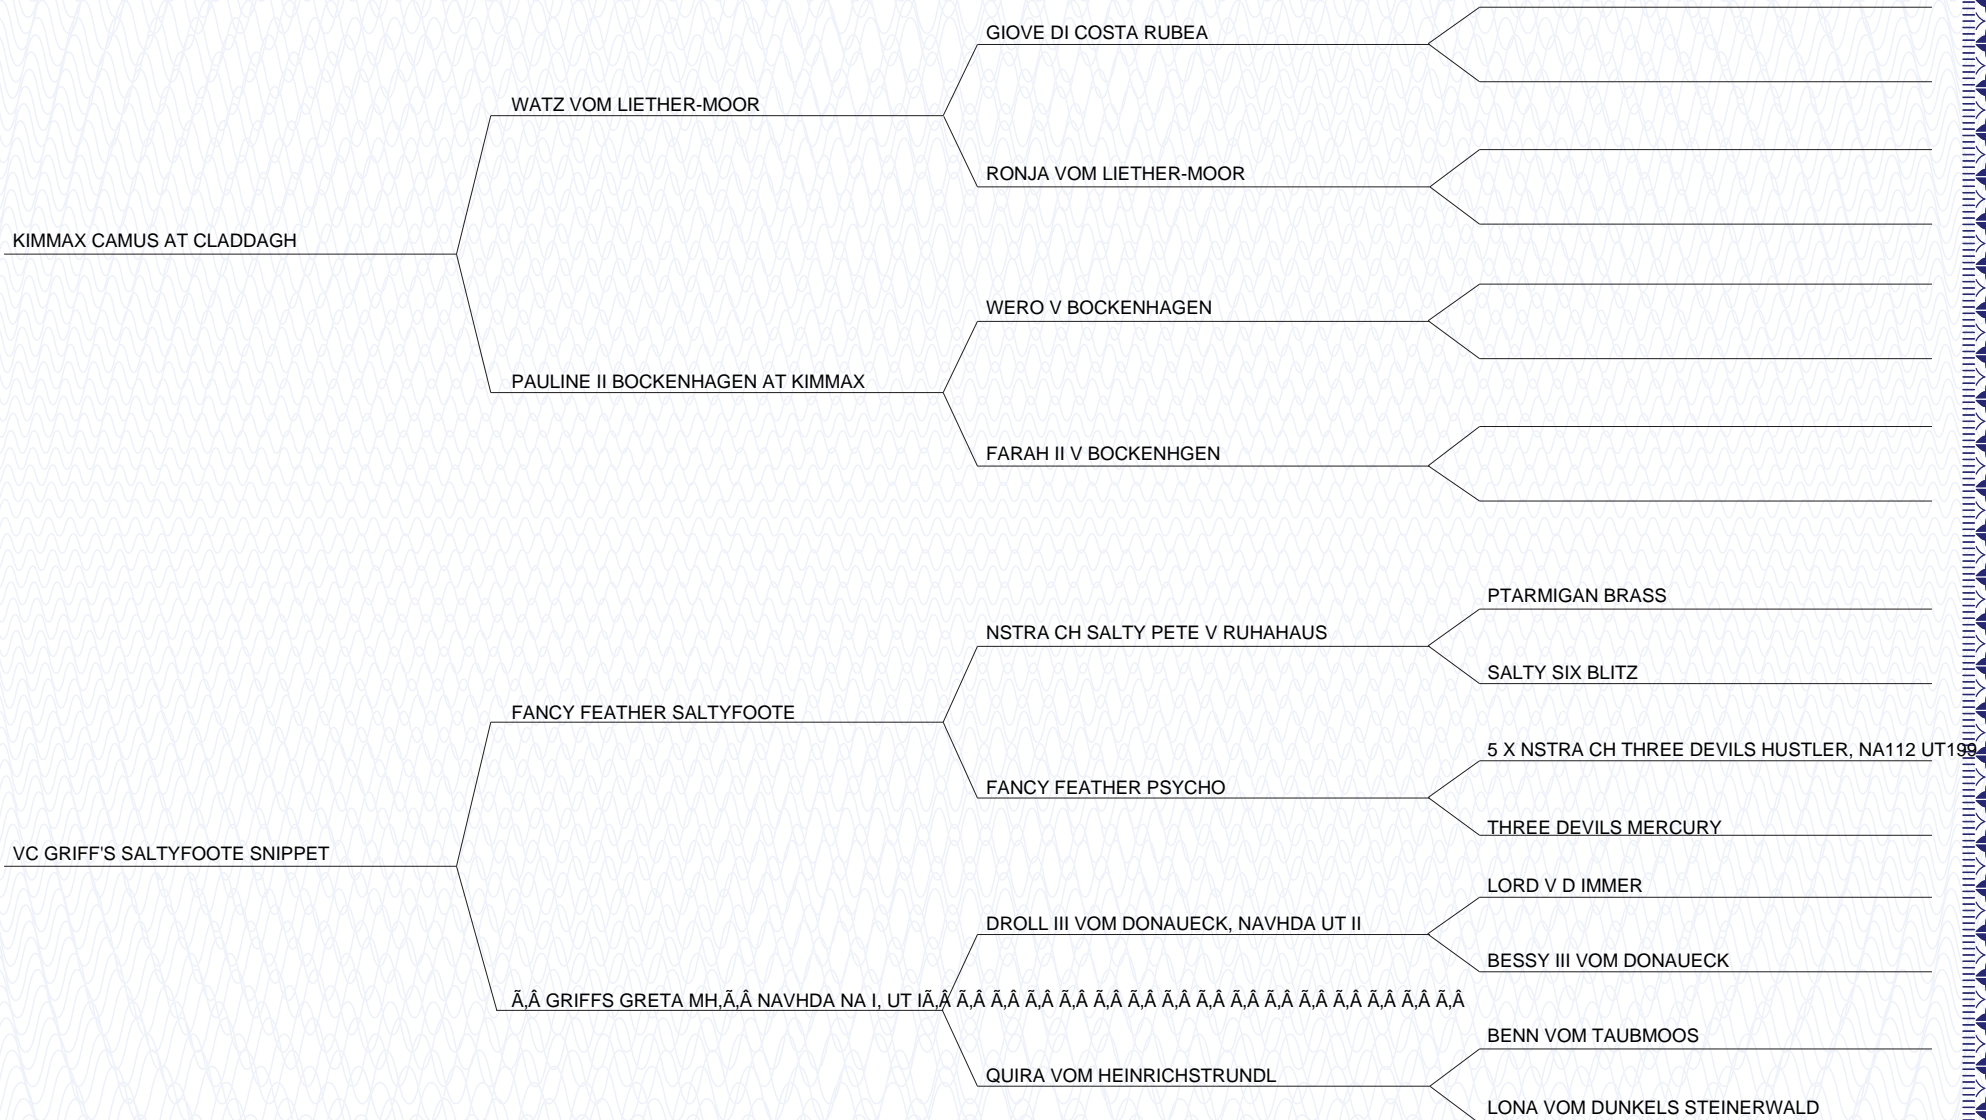 GIOVE DI COSTA RUBEA
WATZ VOM LIETHER-MOOR
RONJA VOM LIETHER-MOOR
KIMMAX CAMUS AT CLADDAGH
WERO V BOCKENHAGEN
PAULINE II BOCKENHAGEN AT KIMMAX
FARAH II V BOCKENHGEN
PTARMIGAN BRASS
NSTRA CH SALTY PETE V RUHAHAUS
SALTY SIX BLITZ
FANCY FEATHER SALTYFOOTE
5 X NSTRA CH THREE DEVILS HUSTLER, NA112 UT199
FANCY FEATHER PSYCHO
THREE DEVILS MERCURY
VC GRIFF'S SALTYFOOTE SNIPPET
LORD V D IMMER
DROLL III VOM DONAUECK, NAVHDA UT II
BESSY III VOM DONAUECK
Ã‚Â GRIFFS GRETA MH,Ã‚Â NAVHDA NA I, UT IÃ‚Â Ã‚Â Ã‚Â Ã‚Â Ã‚Â Ã‚Â Ã‚Â Ã‚Â Ã‚Â Ã‚Â Ã‚Â Ã‚Â Ã‚Â Ã‚Â Ã‚Â Ã‚Â
BENN VOM TAUBMOOS
QUIRA VOM HEINRICHSTRUNDL
LONA VOM DUNKELS STEINERWALD